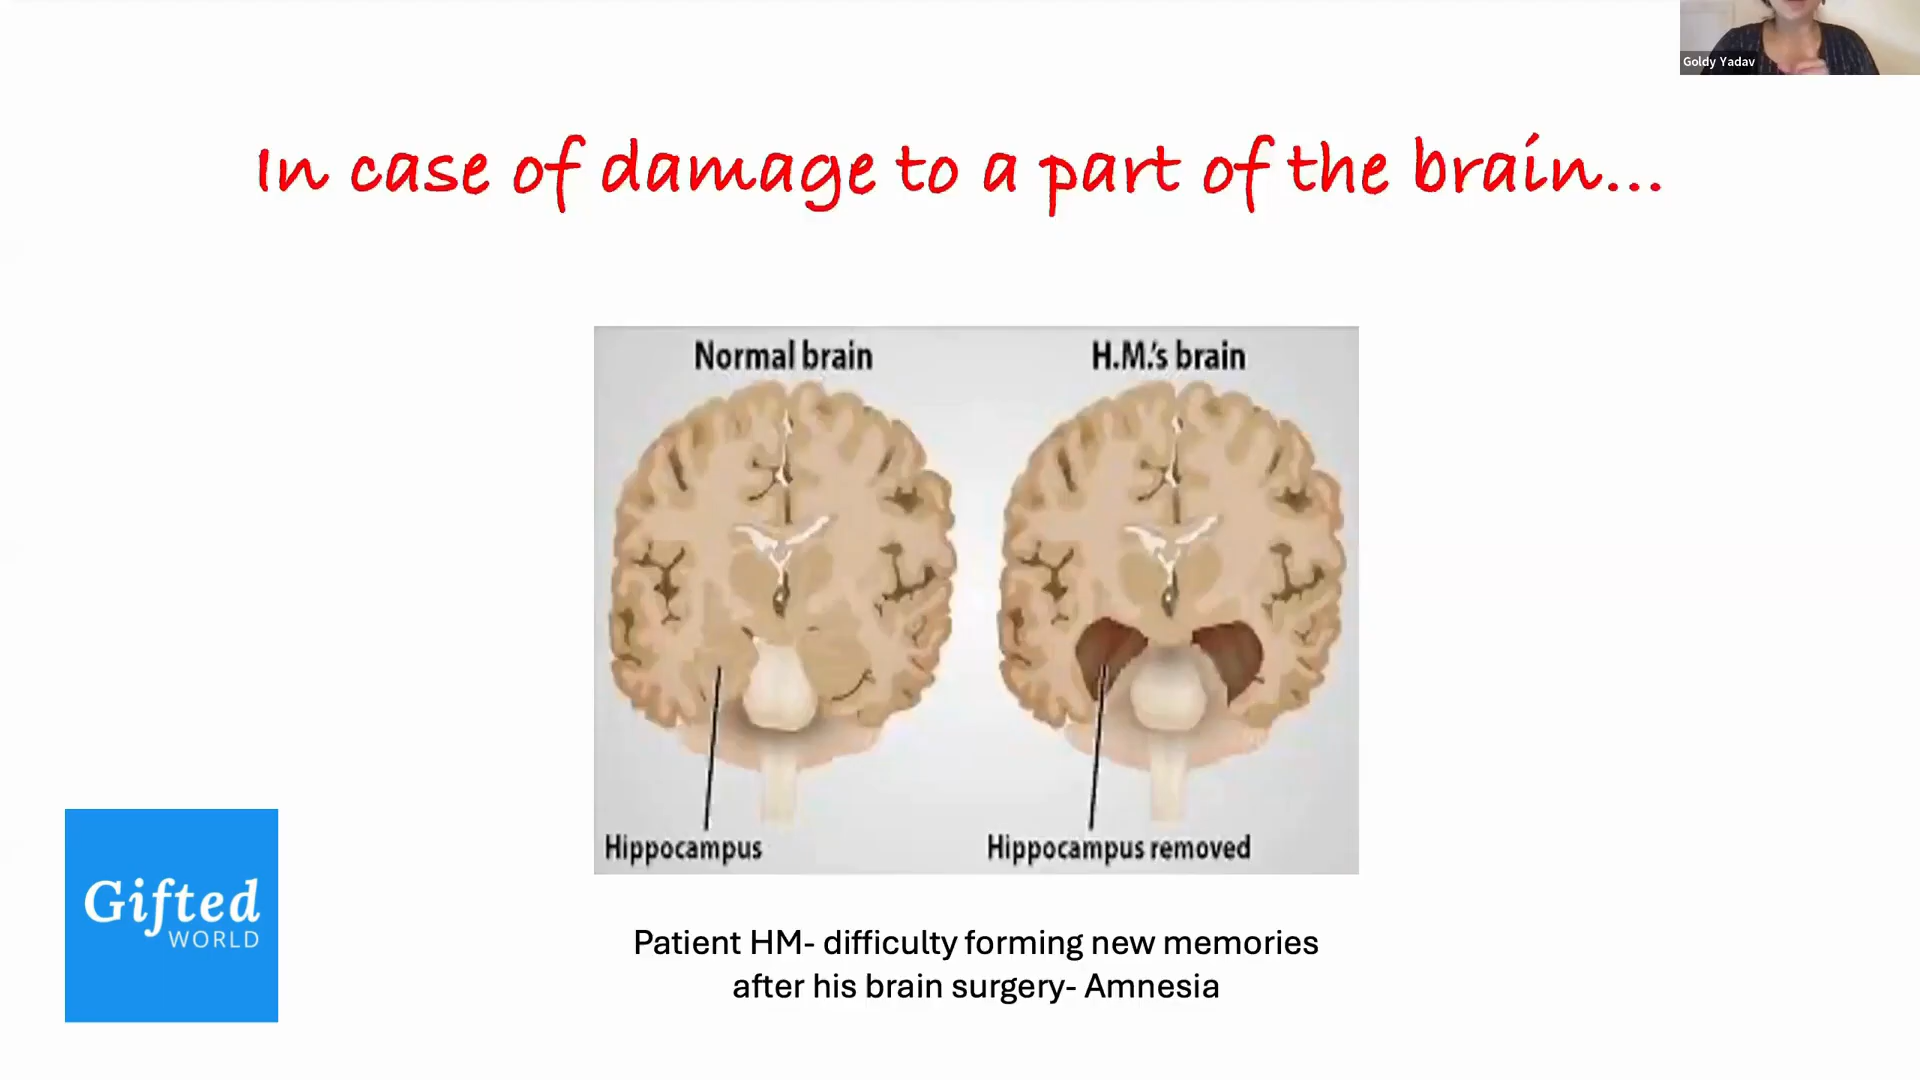 Goldy Yadav
In case of damage to a part of the brain...
Normal brain
H.M.'s brain
Hippocampus
Hippocampus removed
Patient HM- difficulty forming new memories
after his brain surgery- Amnesia
Gifted
WORLD